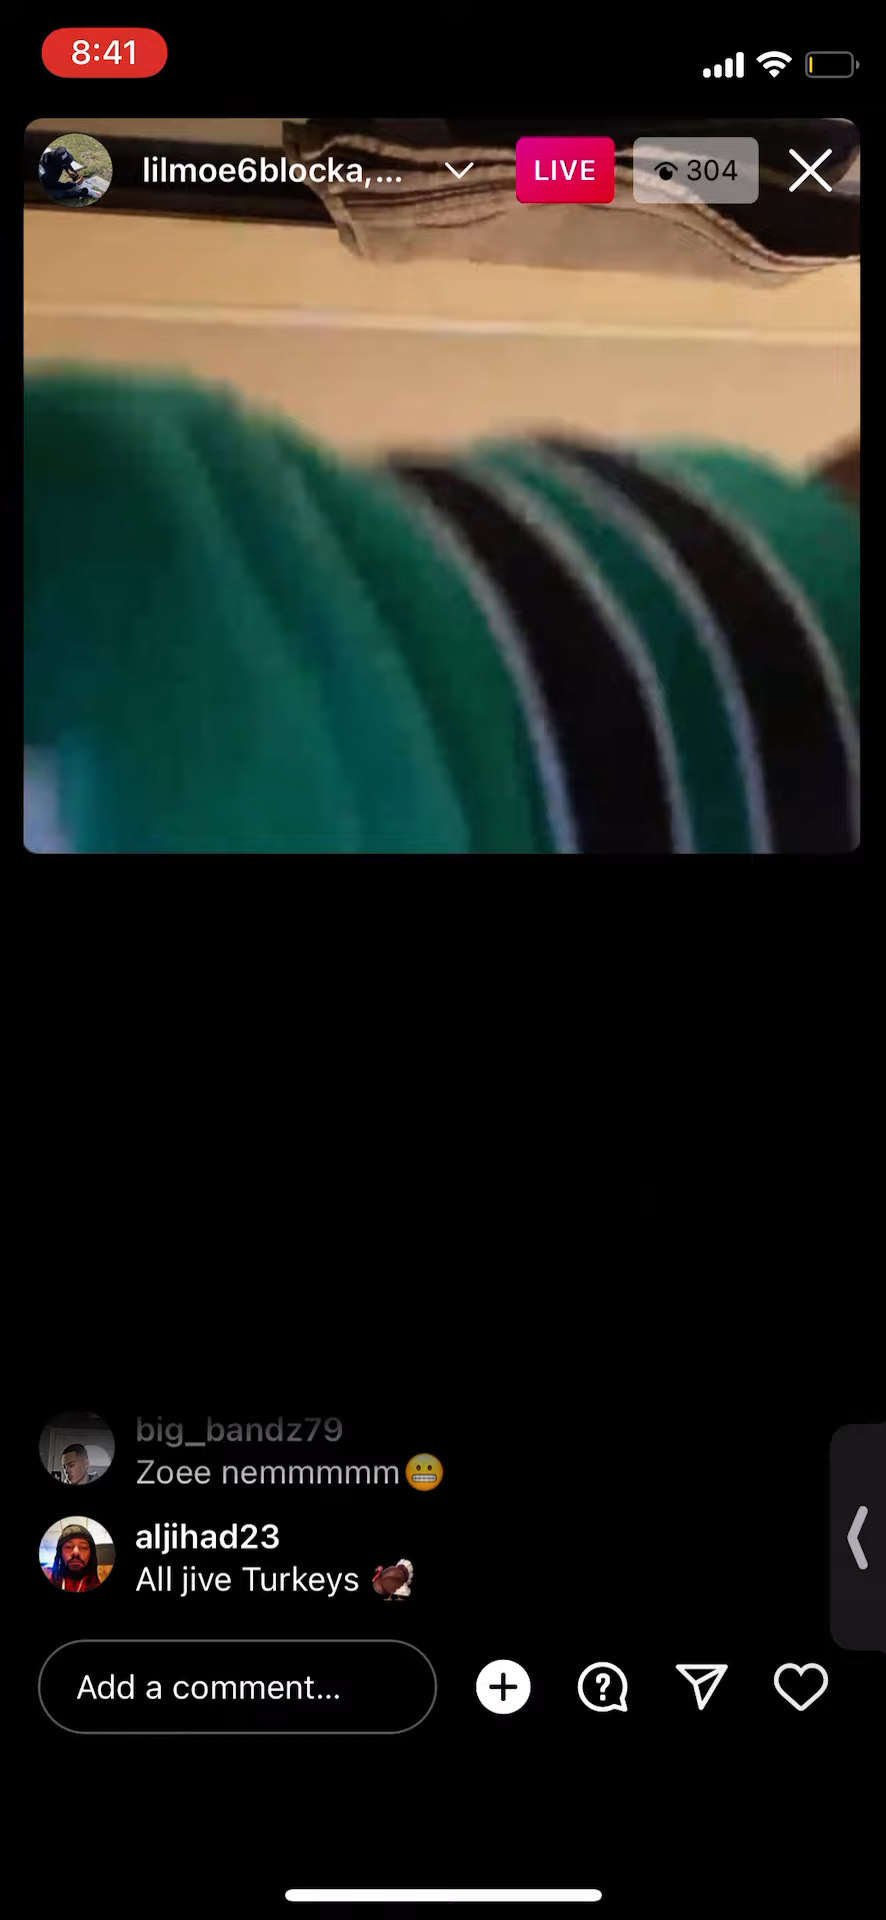 8:41
lilmoe6blocka,...
LIVE
304
big_bandz79
Zoee nemmmmm😬
aljihad23
All jive Turkeys 🦃
Add a comment...